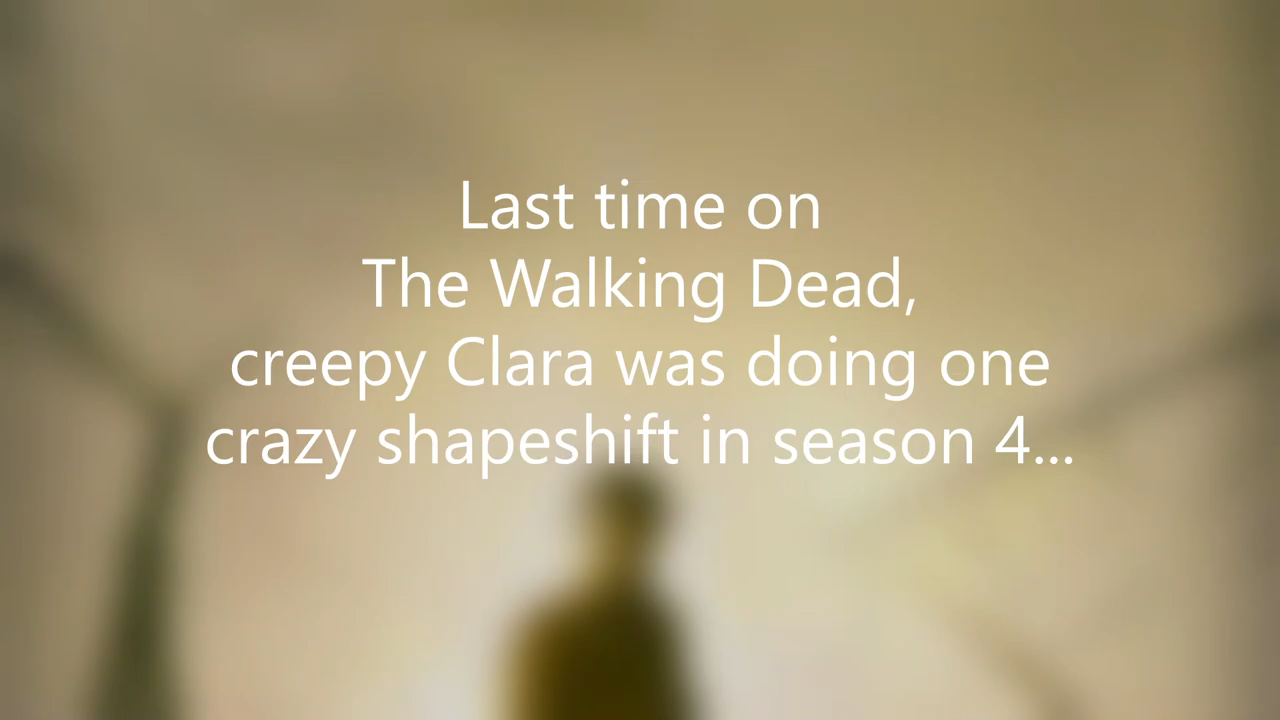 Last time on
The Walking Dead,
creepy Clara was doing one
crazy shapeshift in season 4...